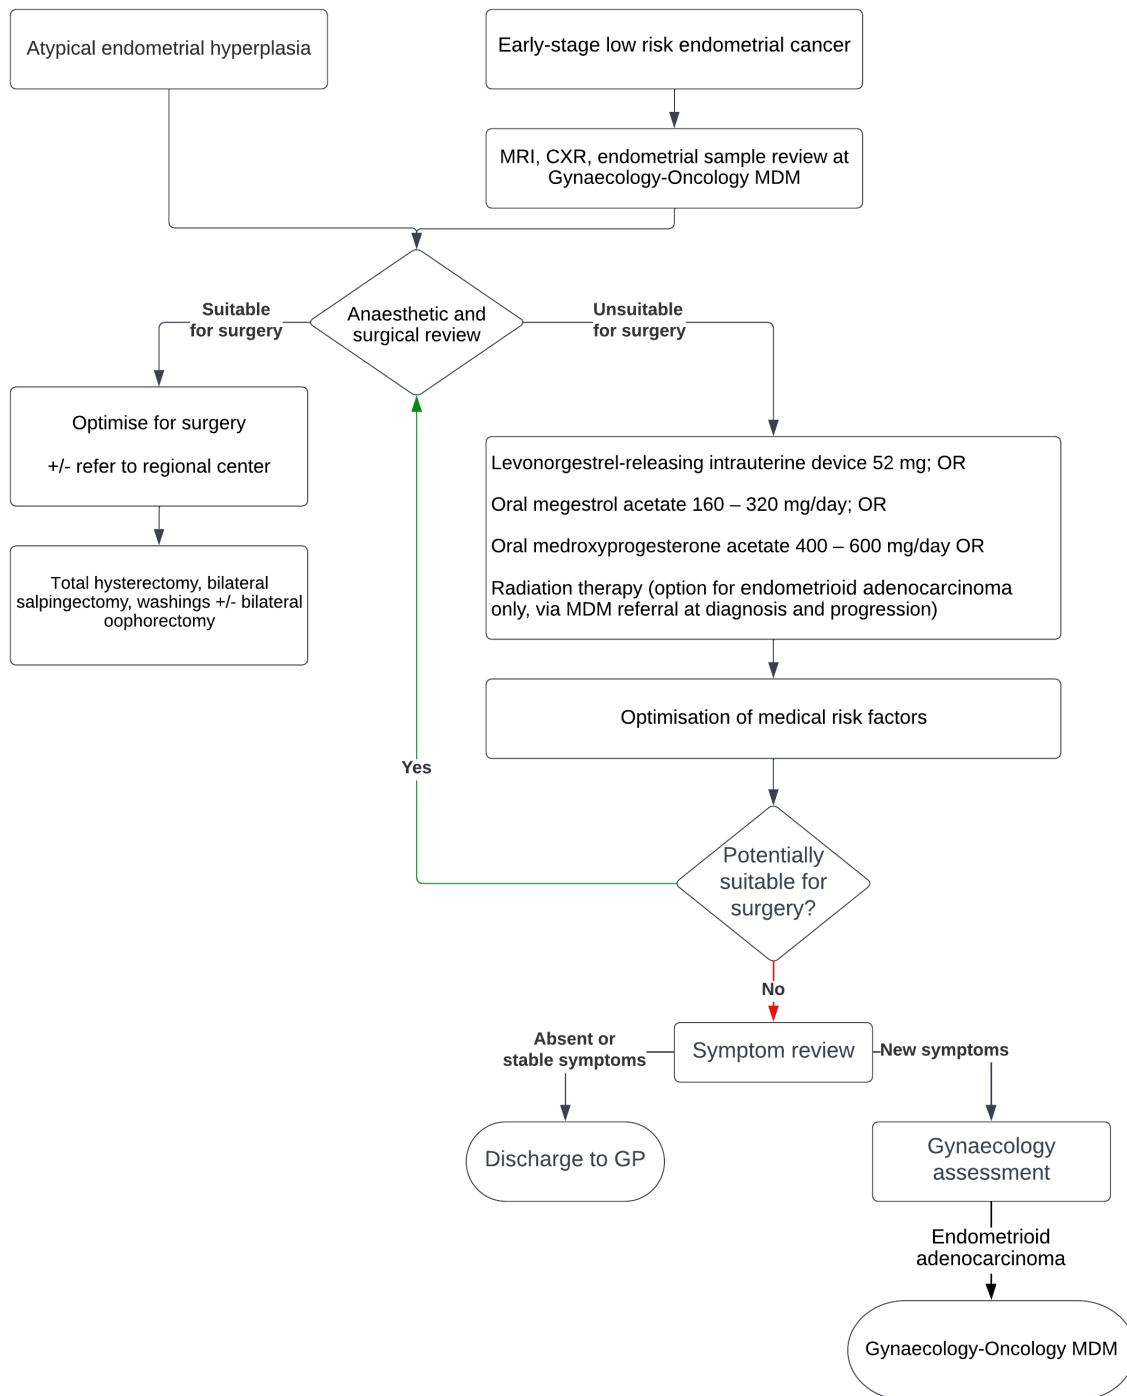 Atypical endometrial hyperplasia
Early-stage low risk endometrial cancer
MRI, CXR, endometrial sample review at
Gynaecology-Oncology MDM
Anaesthetic and
surgical review
Suitable
for surgery
Unsuitable
for surgery
Optimise for surgery
+/- refer to regional center
Total hysterectomy, bilateral
salpingectomy, washings +/- bilateral
oophorectomy
Levonorgestrel-releasing intrauterine device 52 mg; OR
Oral megestrol acetate 160 – 320 mg/day; OR
Oral medroxyprogesterone acetate 400 – 600 mg/day OR
Radiation therapy (option for endometrioid adenocarcinoma
only, via MDM referral at diagnosis and progression)
Optimisation of medical risk factors
Yes
Potentially
suitable for
surgery?
No
Symptom review
Absent or
stable symptoms
New symptoms
Discharge to GP
Gynaecology
assessment
Endometrioid
adenocarcinoma
Gynaecology-Oncology MDM